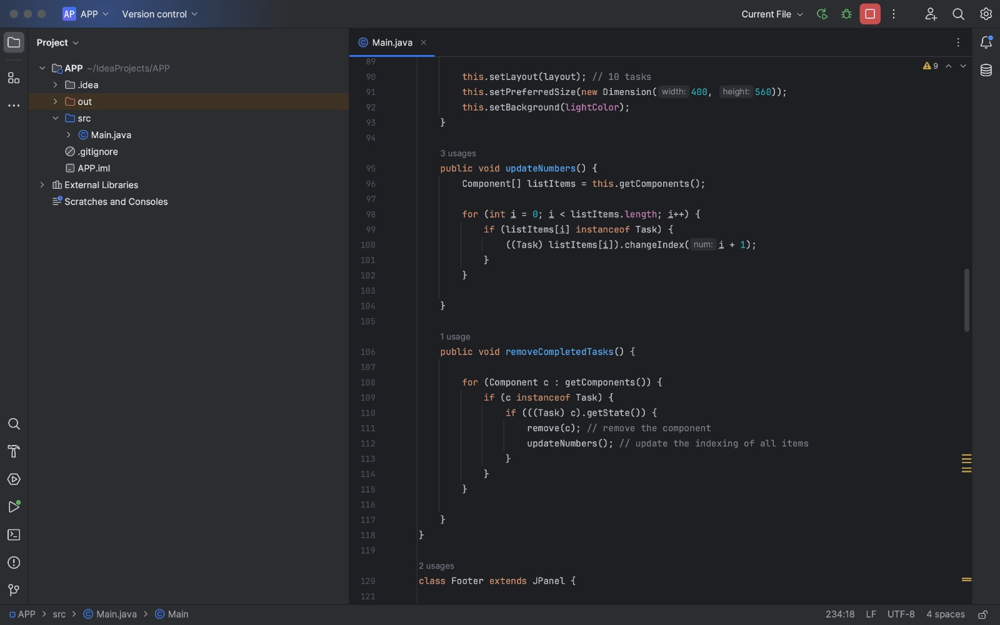 AP APP Version control Current File
Project
Main.java
APP ~/IdeaProjects/APP
.idea
out
src
Main.java
.gitignore
APP.iml
External Libraries
Scratches and Consoles
9
89
90 this.setLayout(layout); // 10 tasks
91 this.setPreferredSize(new Dimension( width: 400, height: 560));
92 this.setBackground(lightColor);
93 }
94
3 usages
95 public void updateNumbers() {
96 Component[] listItems = this.getComponents();
97
98 for (int i = 0; i < listItems.length; i++) {
99 if (listItems[i] instanceof Task) {
100 ((Task) listItems[i]).changeIndex( num: i + 1);
101 }
102 }
103
104 }
105
1 usage
106 public void removeCompletedTasks() {
107
108 for (Component c : getComponents()) {
109 if (c instanceof Task) {
110 if (((Task) c).getState()) {
111 remove(c); // remove the component
112 updateNumbers(); // update the indexing of all items
113 }
114 }
115 }
116
117 }
118 }
119
2 usages
120 class Footer extends JPanel {
121
APP > src > Main.java > Main
234:18 LF UTF-8 4 spaces